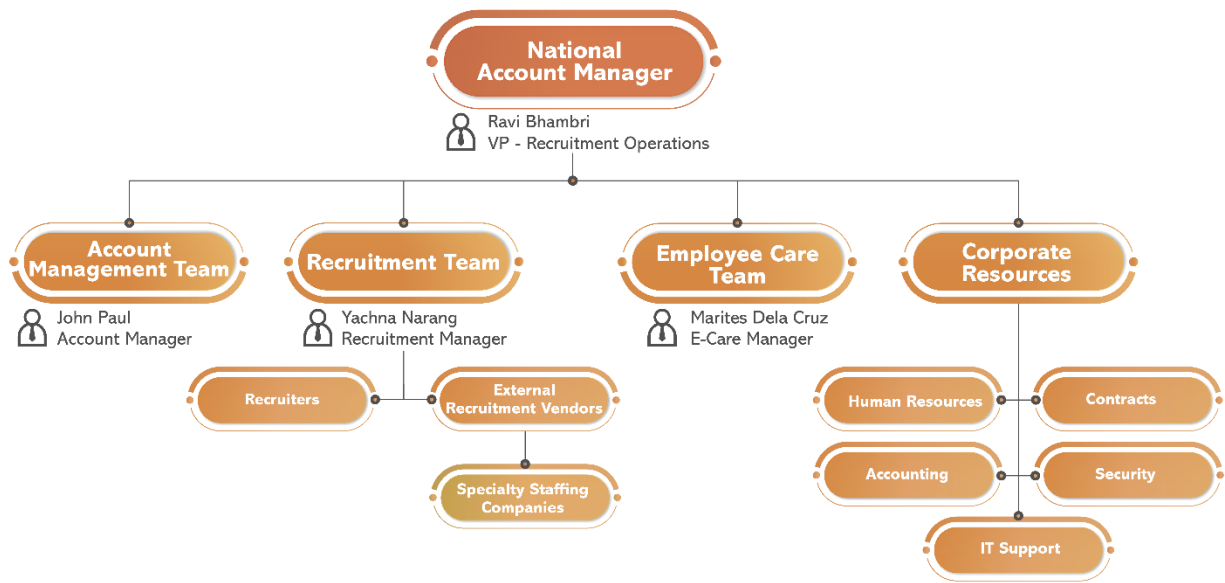 National
Account Manager
Ravi Bhambri
VP - Recruitment Operations
Account
Management Team
John Paul
Account Manager
Recruitment Team
Yachna Narang
Recruitment Manager
Recruiters
External
Recruitment Vendors
Specialty Staffing
Companies
Employee Care
Team
Marites Dela Cruz
E-Care Manager
Corporate
Resources
Human Resources
Contracts
Accounting
Security
IT Support